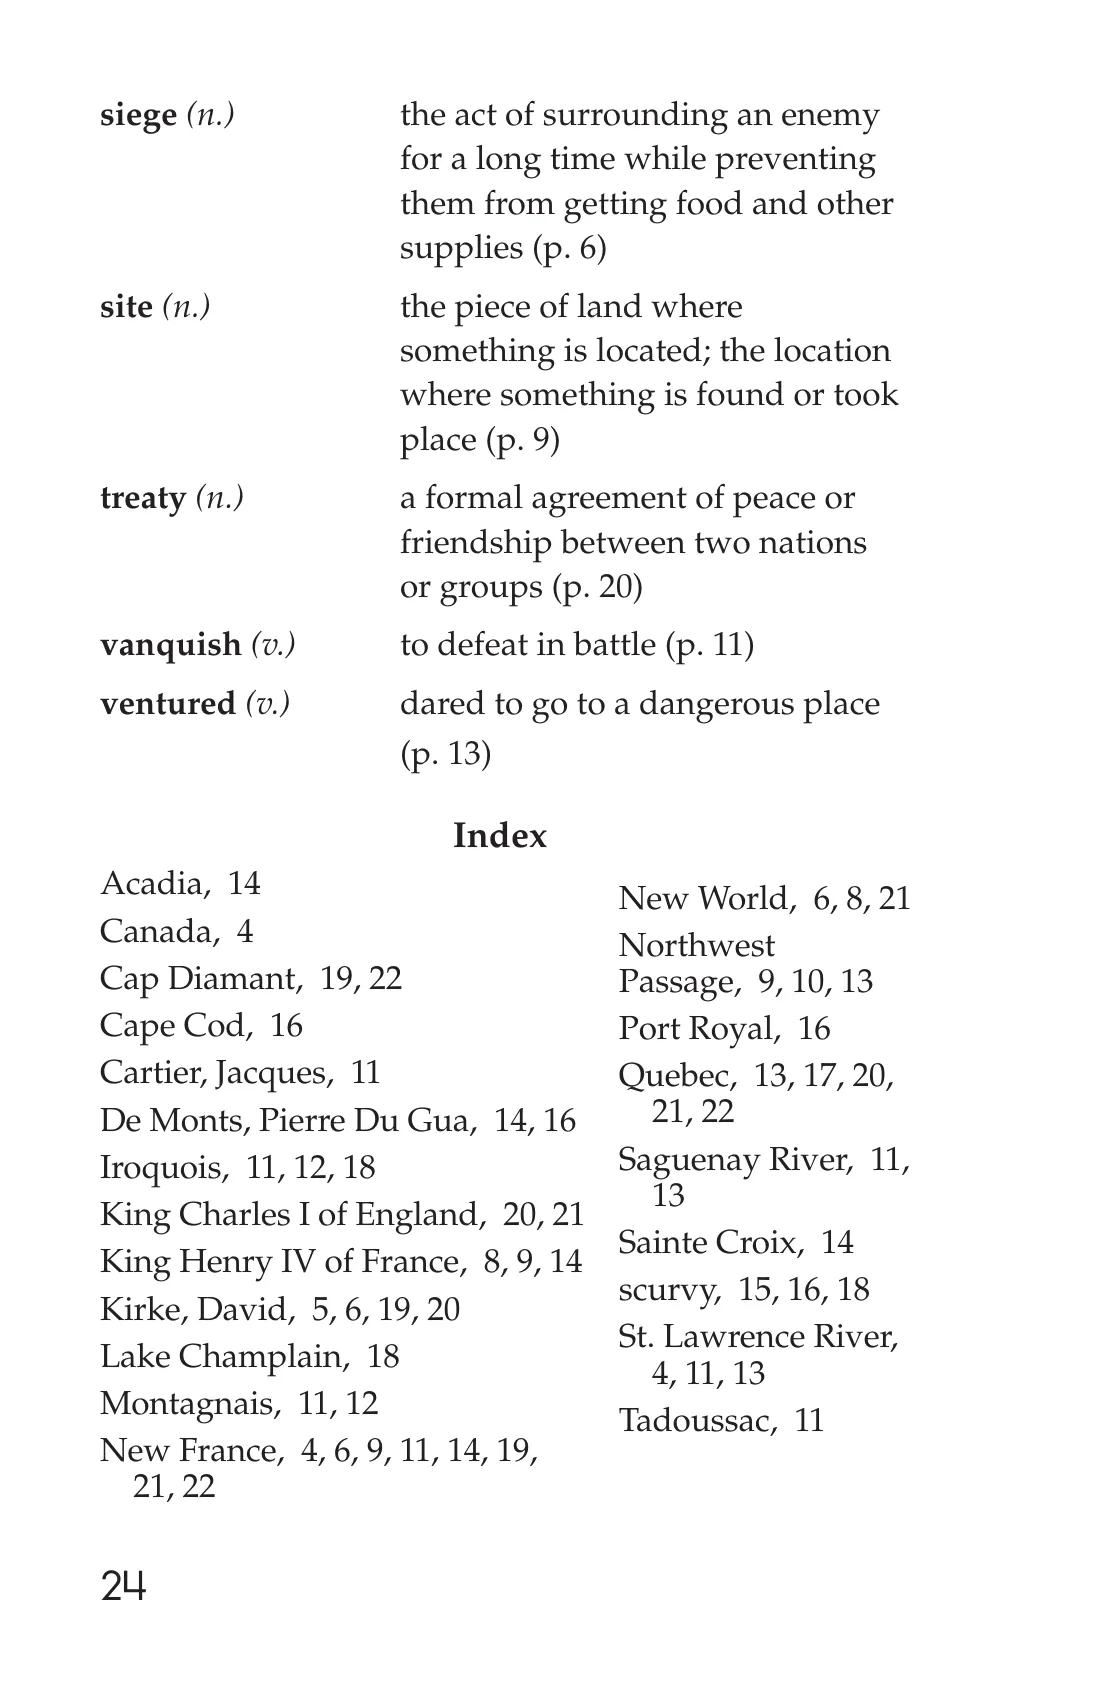 siege (n.) the act of surrounding an enemy
for a long time while preventing
them from getting food and other
supplies (p. 6)
site (n.) the piece of land where
something is located; the location
where something is found or took
place (p. 9)
treaty (n.) a formal agreement of peace or
friendship between two nations
or groups (p. 20)
vanquish (v.) to defeat in battle (p. 11)
ventured (v.) dared to go to a dangerous place
(p. 13)
Index
Acadia, 14
Canada, 4
Cap Diamant, 19, 22
Cape Cod, 16
Cartier, Jacques, 11
De Monts, Pierre Du Gua, 14, 16
Iroquois, 11, 12, 18
King Charles I of England, 20, 21
King Henry IV of France, 8, 9, 14
Kirke, David, 5, 6, 19, 20
Lake Champlain, 18
Montagnais, 11, 12
New France, 4, 6, 9, 11, 14, 19,
21, 22
New World, 6, 8, 21
Northwest
Passage, 9, 10, 13
Port Royal, 16
Quebec, 13, 17, 20,
21, 22
Saguenay River, 11,
13
Sainte Croix, 14
scurvy, 15, 16, 18
St. Lawrence River,
4, 11, 13
Tadoussac, 11
24